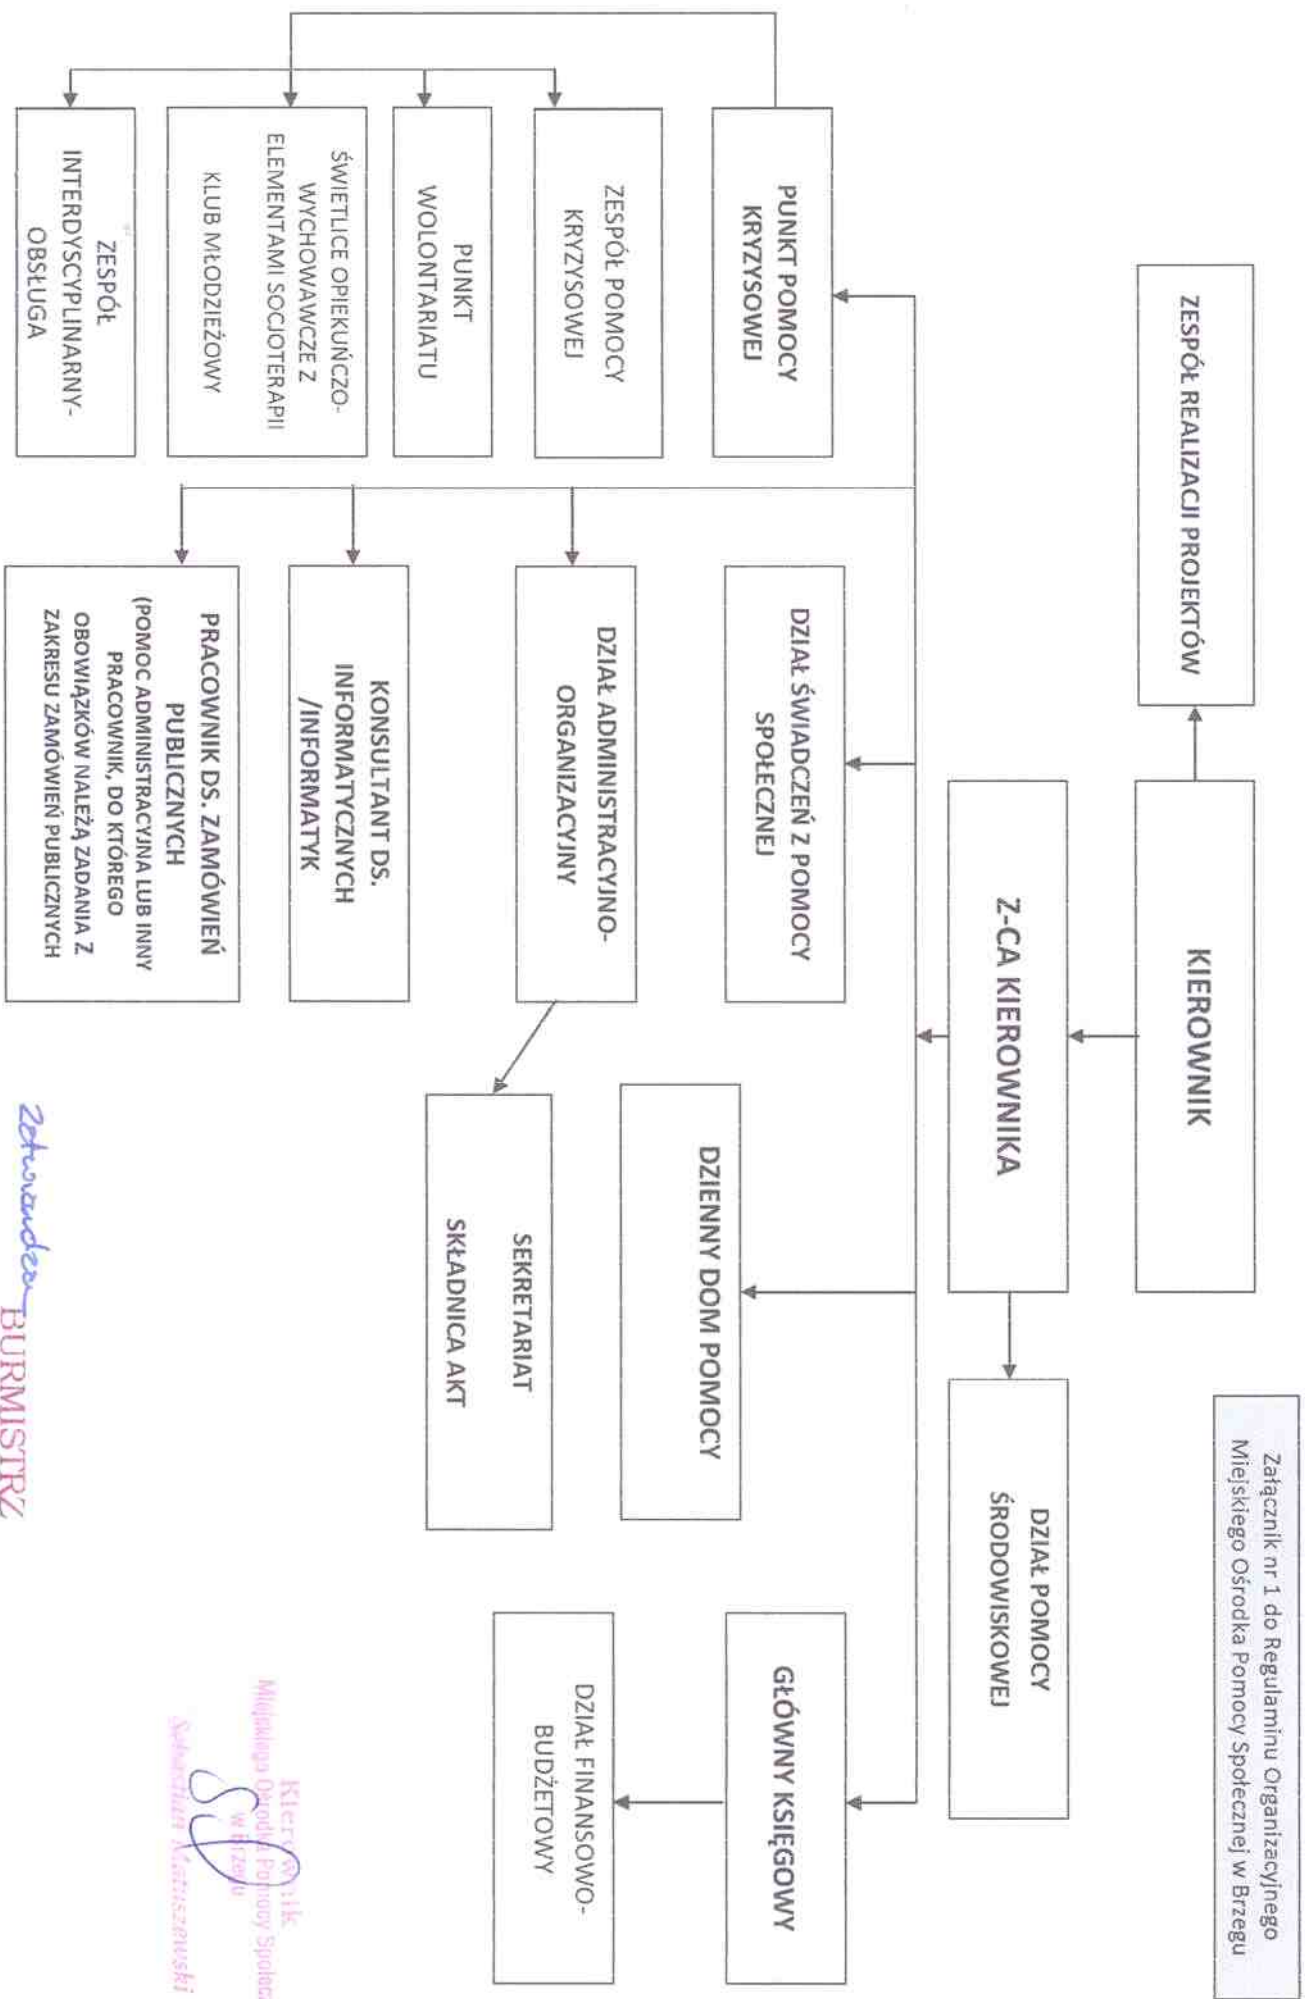 Załącznik nr 1 do Regulaminu Organizacyjnego
Miejskiego Ośrodka Pomocy Społecznej w Brzegu
ZESPÓŁ REALIZACJI PROJEKTÓW
KIEROWNIK
Z-CA KIEROWNIKA
DZIAŁ POMOCY
ŚRODOWISKOWEJ
PUNKT POMOCY
KRYZYSOWEJ
DZIAŁ ŚWIADCZEŃ Z POMOCY
SPOŁECZNEJ
DZIENNY DOM POMOCY
GŁÓWNY KSIĘGOWY
ZESPÓŁ POMOCY
KRYZYSOWEJ
DZIAŁ ADMINISTRACYJNO-
ORGANIZACYJNY
SEKRETARIAT
SKŁADNICA AKT
DZIAŁ FINANSOWO-
BUDŻETOWY
PUNKT
WOLONTARIATU
KONSULTANT DS.
INFORMATYCZNYCH
/INFORMATYK
ŚWIETLICE OPIEKUŃCZO-
WYCHOWAWCZE Z
ELEMENTAMI SOCJOTERAPII
KLUB MŁODZIEŻOWY
PRACOWNIK DS. ZAMÓWIEŃ
PUBLICZNYCH
(POMOC ADMINISTRACYJNA LUB INNY
PRACOWNIK, DO KTÓREGO
OBOWIĄZKÓW NALEŻĄ ZADANIA Z
ZAKRESU ZAMÓWIEŃ PUBLICZNYCH
ZESPÓŁ
INTERDYSCYPLINARNY-
OBSŁUGA
Kierownik
Miejskiego Ośrodka Pomocy Społecz
w Brzegu
Sebastian Matuszewski
Zatwierdzam
BURMISTRZ